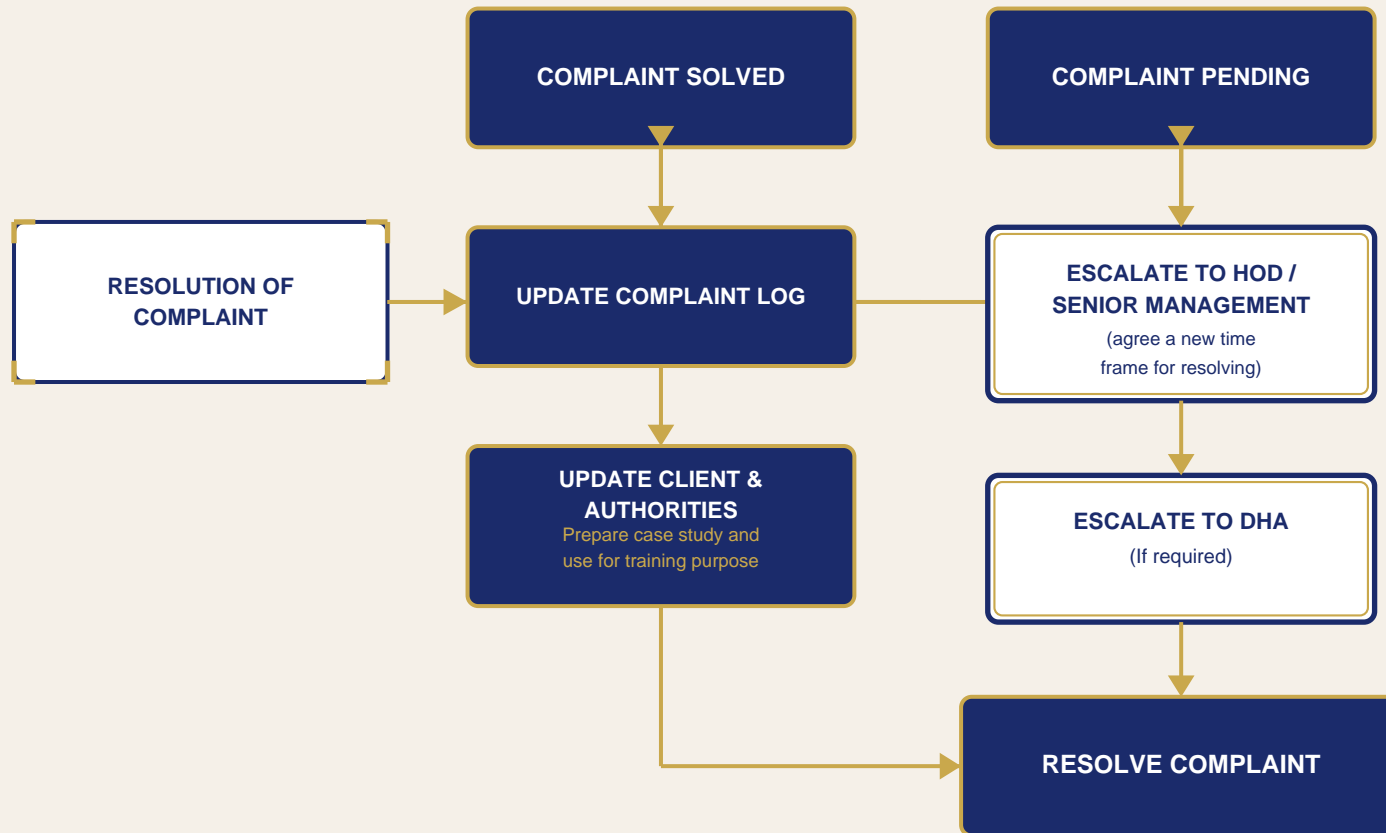 COMPLAINT SOLVED
COMPLAINT PENDING
RESOLUTION OF
COMPLAINT
UPDATE COMPLAINT LOG
ESCALATE TO HOD /
SENIOR MANAGEMENT
(agree a new time
frame for resolving)
UPDATE CLIENT &
AUTHORITIES
Prepare case study and
use for training purpose
ESCALATE TO DHA
(If required)
RESOLVE COMPLAINT